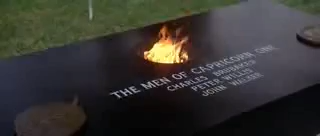 THE MEN OF CAPRICORN ONE
CHARLES BRUBAKER
PETER WILLIS
JOHN WALKER